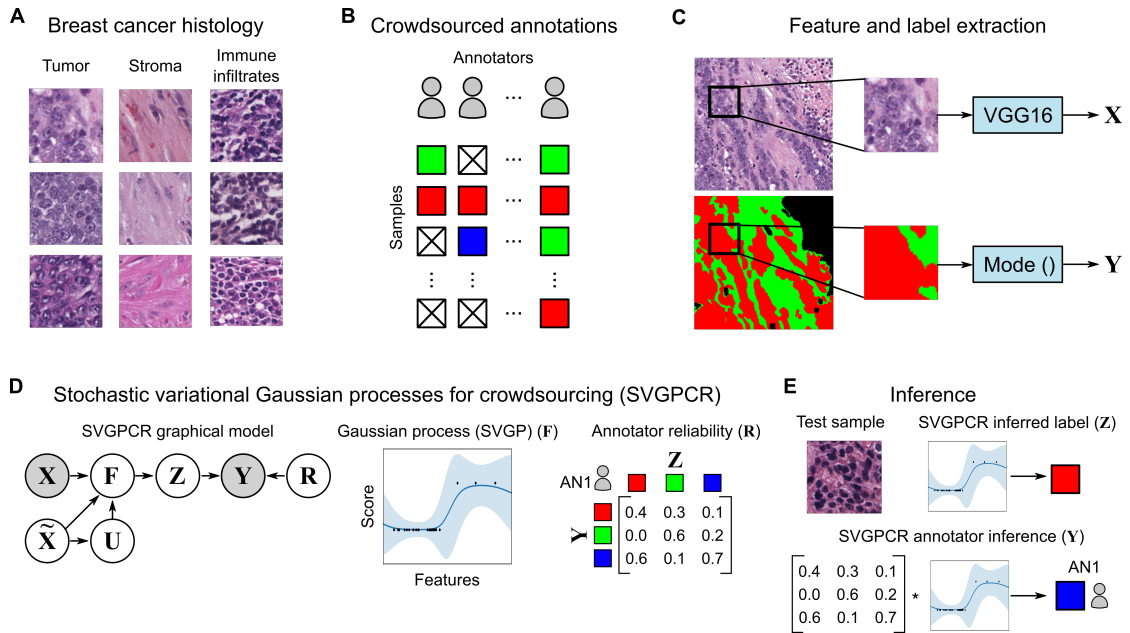 A
Breast cancer histology
Tumor
Stroma
Immune
infiltrates
B
Crowdsourced annotations
Annotators
...
Samples
...
...
...
...
C
Feature and label extraction
VGG16
X
Mode ()
Y
D
Stochastic variational Gaussian processes for crowdsourcing (SVGPCR)
SVGPCR graphical model
X
F
Z
Y
R
X̃
U
Gaussian process (SVGP) (F)
Score
Features
Annotator reliability (R)
Z
AN1
Y
0.4 0.3 0.1
0.0 0.6 0.2
0.6 0.1 0.7
E
Inference
Test sample
SVGPCR inferred label (Z)
SVGPCR annotator inference (Y)
0.4 0.3 0.1
0.0 0.6 0.2
0.6 0.1 0.7
*
AN1